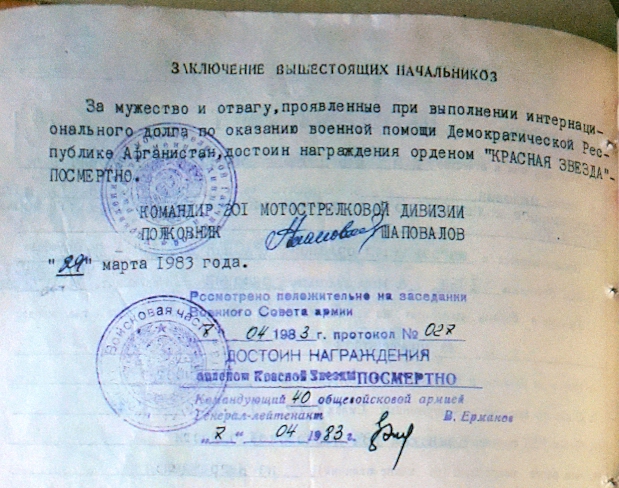 ЗАКЛЮЧЕНИЕ ВЫШЕСТОЯЩИХ НАЧАЛЬНИКОЗ
За мужество и отвагу,проявленные при выполнении интернаци-
онального долга по оказанию военной помощи Демократической Рес-
публике Афганистан,достоин награждения орденом "КРАСНАЯ ЗВЕЗДА"-
ПОСМЕРТНО.
КОМАНДИР 201 МОТОСТРЕЛКОВОЙ ДИВИЗИИ
ПОЛКОВНИК ШАПОВАЛОВ
"29" марта 1983 года.
Рассмотрено положительно на заседании
Военного Совета армии
7 04 1983 г. протокол № 027
Войсковая часть
ДОСТОИН НАГРАЖДЕНИЯ
орденом Красной Звезды ПОСМЕРТНО
Командующий 40 общевойсковой армией
Генерал-лейтенант В. Ермаков
„7“ 04 1983 г.